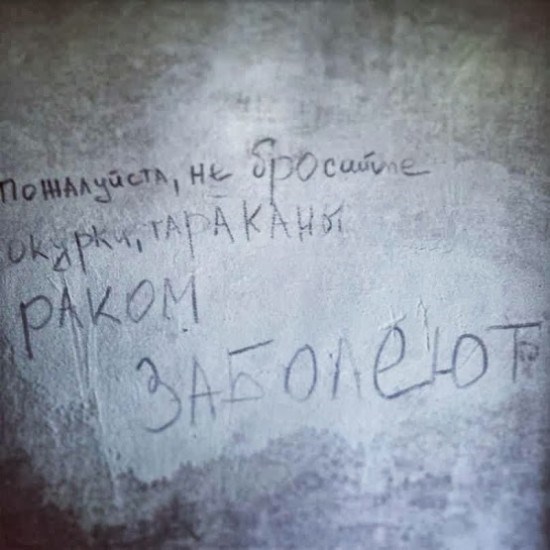 Пожалуйста, не бросайте
окурки, тараканы
раком
заболеют